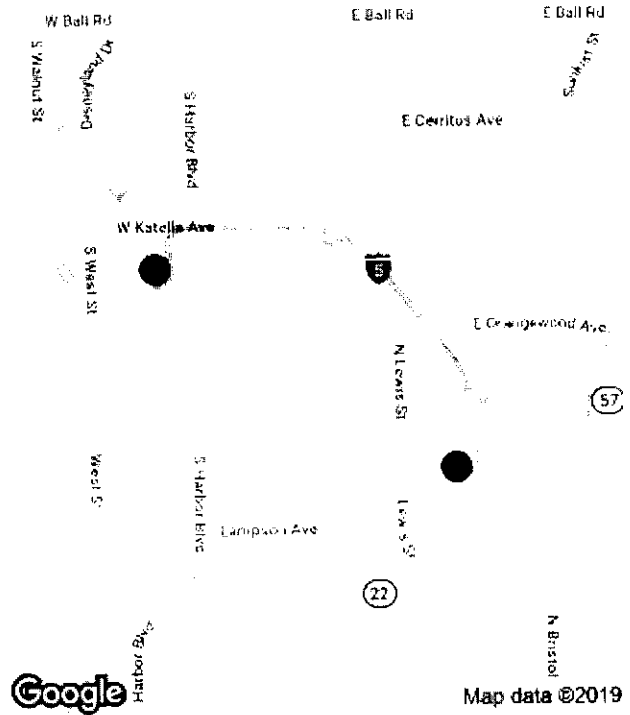 W Ball Rd
E Ball Rd
E Ball Rd
S Walnut St
Disneyland Dr
Sunkist St
S Harbor Blvd
E Cerritos Ave
W Katella Ave
S West St
5
E Orangewood Ave
N Lewis St
57
West St
S Harbor Blvd
Lampson Ave
Lewis St
22
Harbor Blvd
N Bristol
Google
Map data ©2019